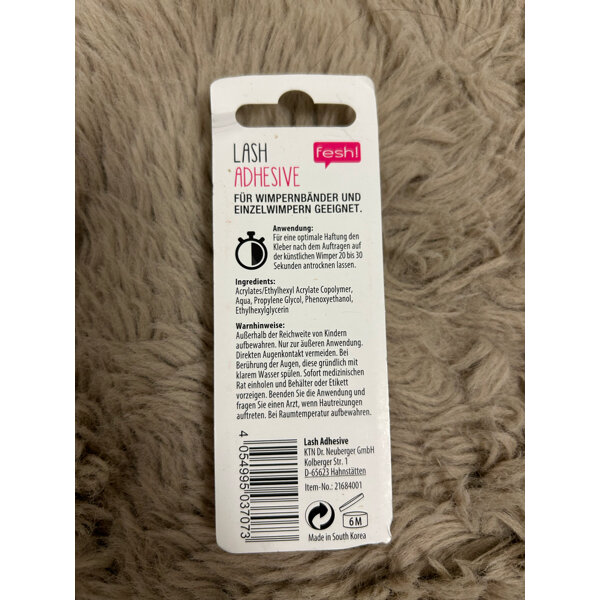 LASH
ADHESIVE
fesh!
FÜR WIMPERNBÄNDER UND
EINZELWIMPERN GEEIGNET.
Anwendung:
Für eine optimale Haftung den
Kleber nach dem Auftragen auf
der künstlichen Wimper 20 bis 30
Sekunden antrocknen lassen.
Ingredients:
Acrylates/Ethylhexyl Acrylate Copolymer,
Aqua, Propylene Glycol, Phenoxyethanol,
Ethylhexylglycerin
Warnhinweise:
Außerhalb der Reichweite von Kindern
aufbewahren. Nur zur äußeren Anwendung.
Direkten Augenkontakt vermeiden. Bei
Berührung der Augen, diese gründlich mit
klarem Wasser spülen. Sofort medizinischen
Rat einholen und Behälter oder Etikett
vorzeigen. Beenden Sie die Anwendung und
fragen Sie einen Arzt, wenn Hautreizungen
auftreten. Bei Raumtemperatur aufbewahren.
4 054995 037073
Lash Adhesive
KTN Dr. Neuberger GmbH
Kolberger Str. 1
D-65623 Hahnstätten
Item-No.: 21684001
6 M
Made in South Korea